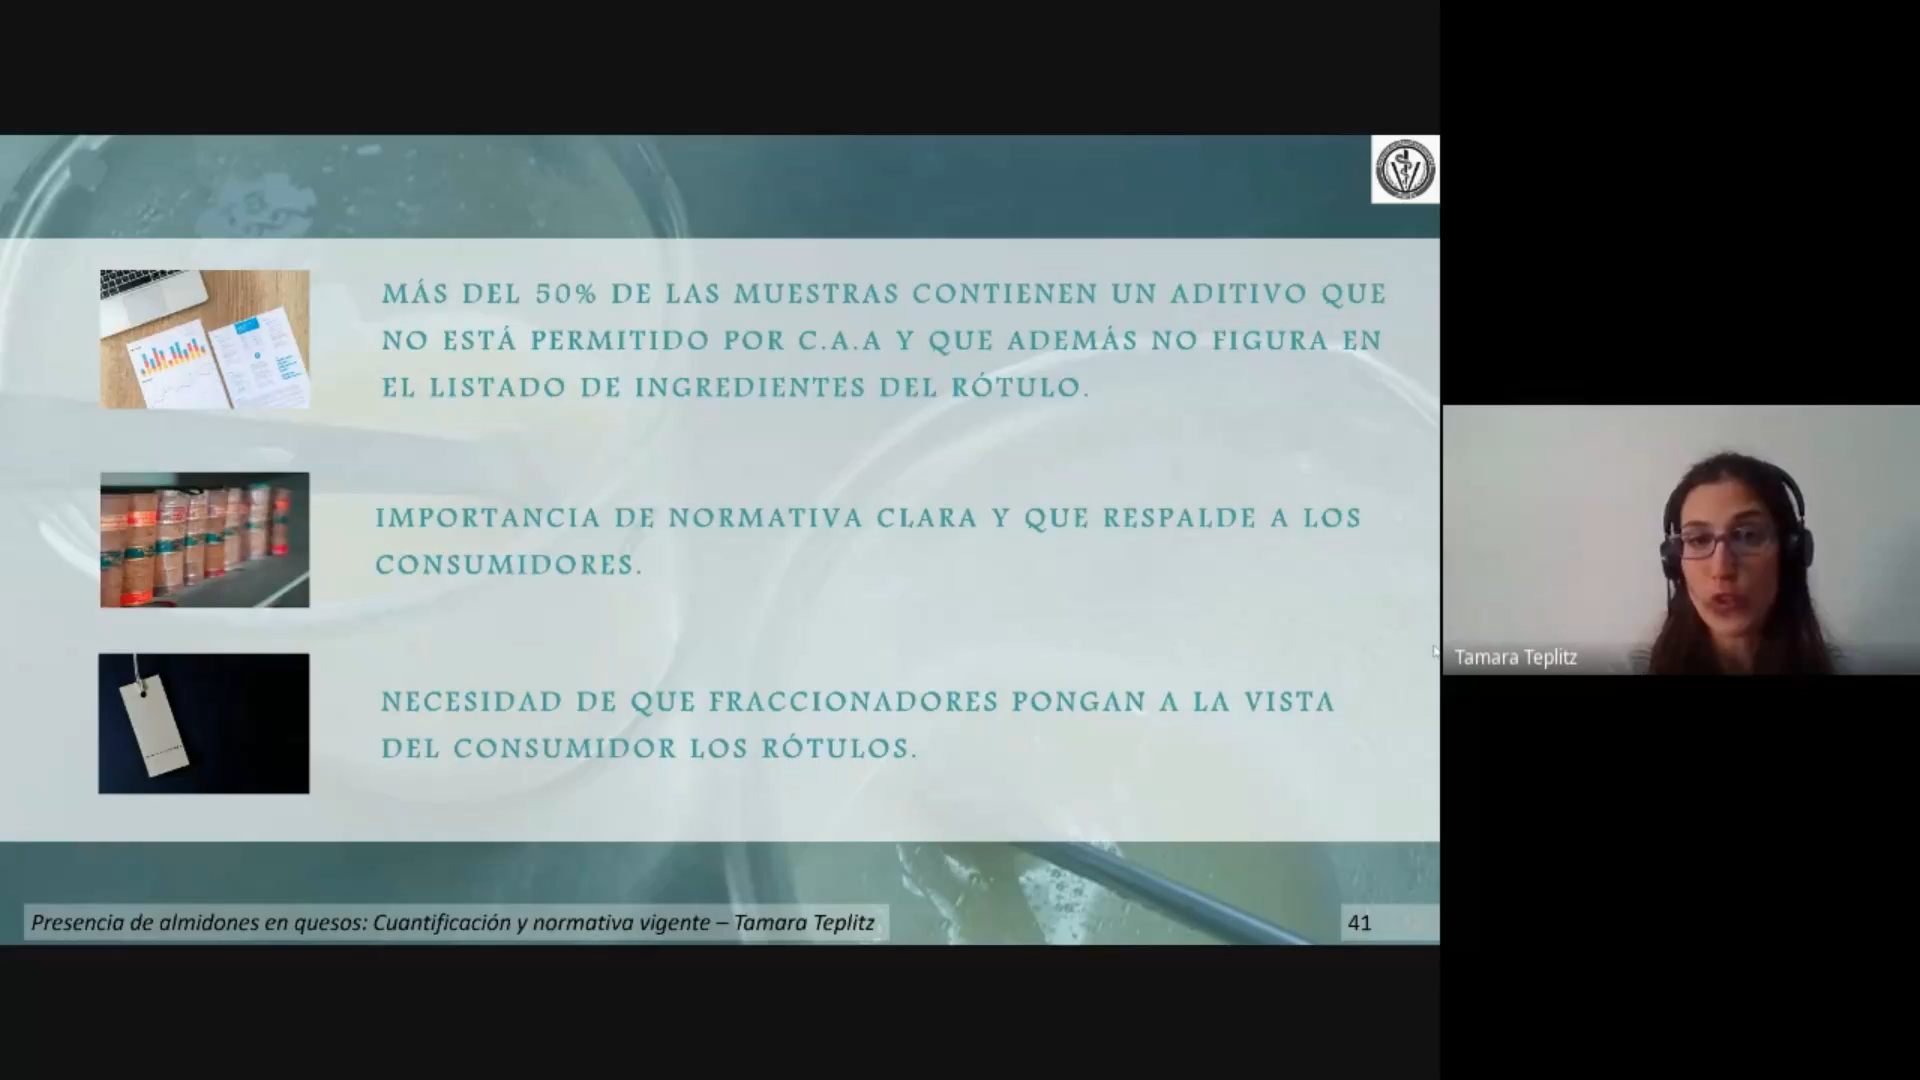 MÁS DEL 50% DE LAS MUESTRAS CONTIENEN UN ADITIVO QUE
NO ESTÁ PERMITIDO POR C.A.A Y QUE ADEMÁS NO FIGURA EN
EL LISTADO DE INGREDIENTES DEL RÓTULO.
IMPORTANCIA DE NORMATIVA CLARA Y QUE RESPALDE A LOS
CONSUMIDORES.
NECESIDAD DE QUE FRACCIONADORES PONGAN A LA VISTA
DEL CONSUMIDOR LOS RÓTULOS.
Tamara Teplitz
Presencia de almidones en quesos: Cuantificación y normativa vigente – Tamara Teplitz
41